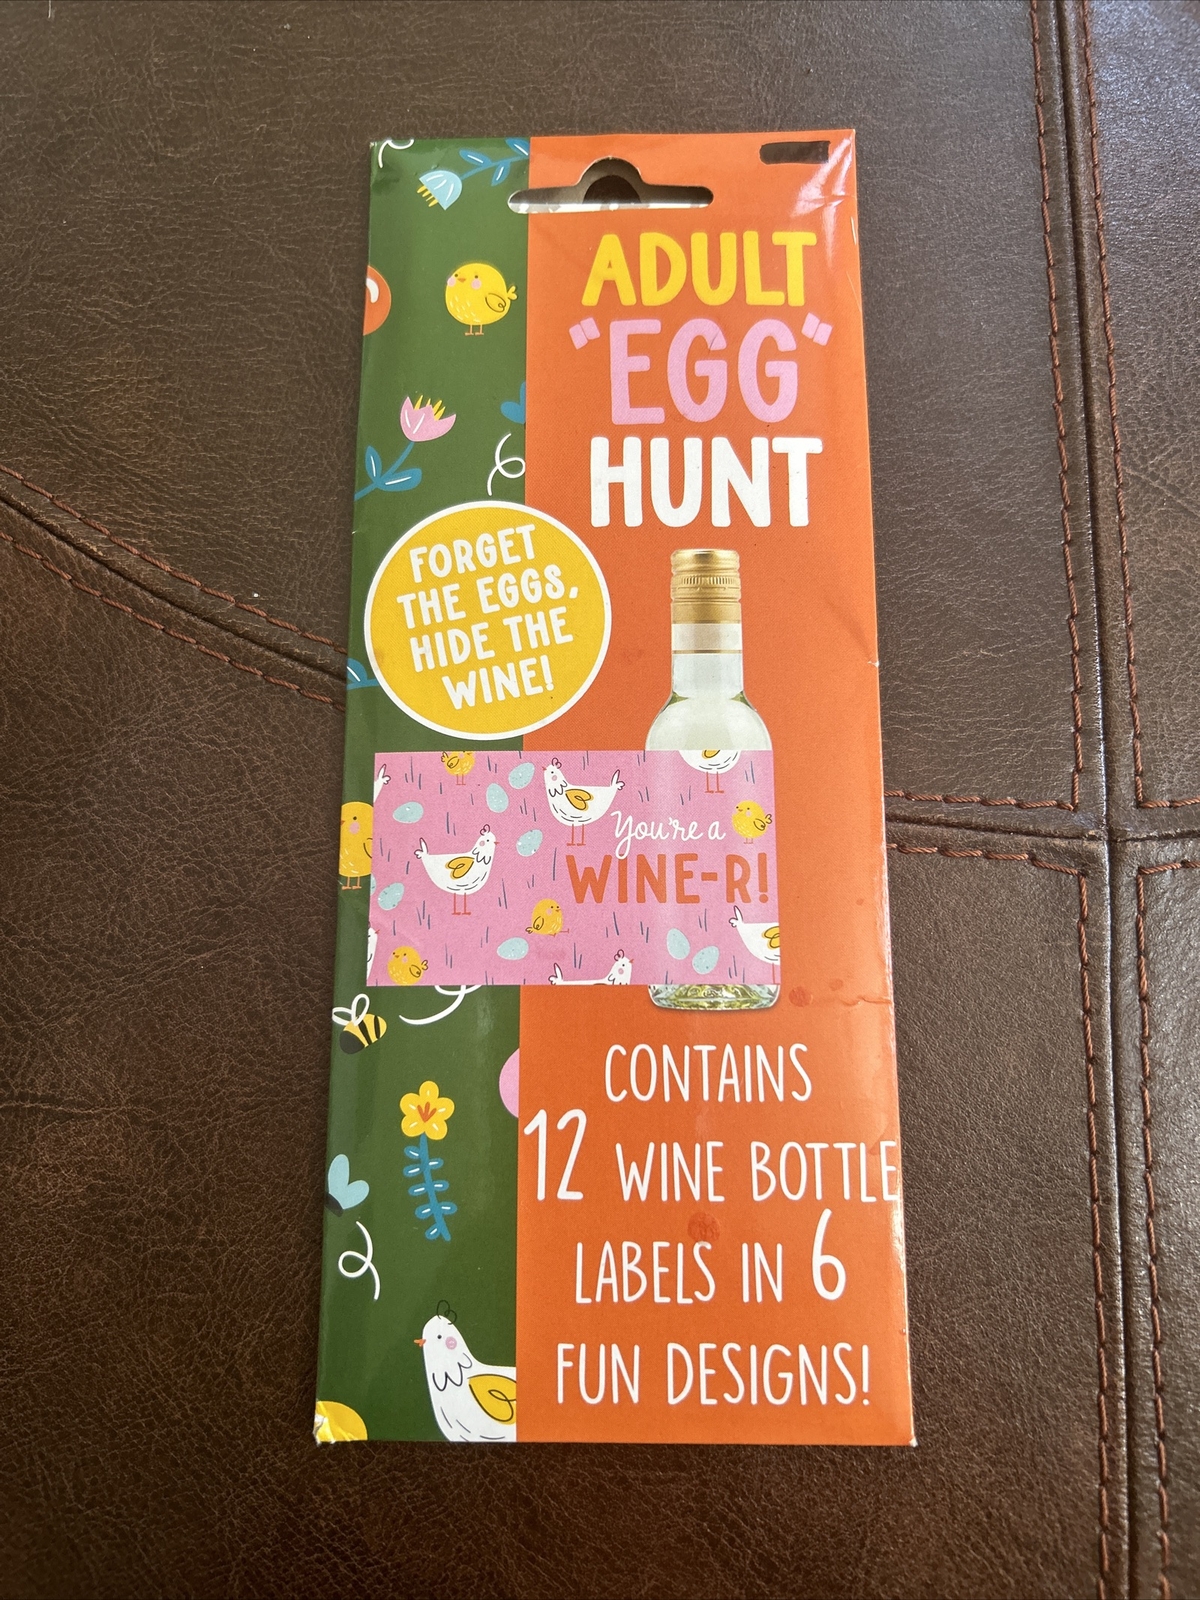 ADULT
"EGG"
HUNT
FORGET
THE EGGS,
HIDE THE
WINE!
You're a
WINE-R!
CONTAINS
12 WINE BOTTLE
LABELS IN 6
FUN DESIGNS!